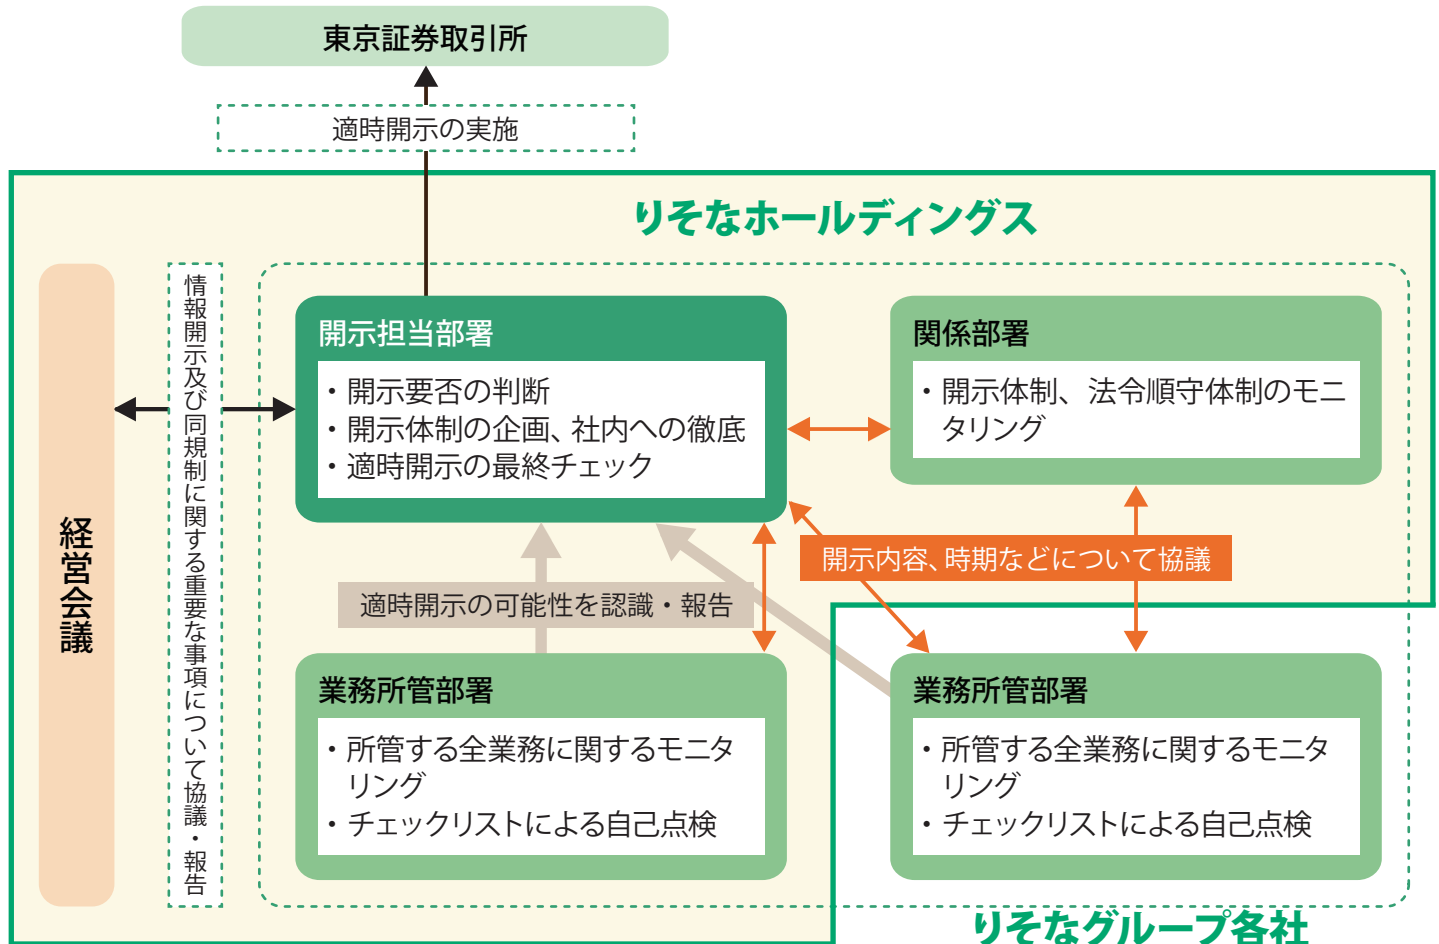 東京証券取引所
適時開示の実施
りそなホールディングス
経営会議
情報開示及び同規制に関する重要な事項について協議・報告
開示担当部署
・開示要否の判断
・開示体制の企画、社内への徹底
・適時開示の最終チェック
関係部署
・開示体制、法令順守体制のモニ
タリング
開示内容、時期などについて協議
適時開示の可能性を認識・報告
業務所管部署
・所管する全業務に関するモニタ
リング
・チェックリストによる自己点検
業務所管部署
・所管する全業務に関するモニタ
リング
・チェックリストによる自己点検
りそなグループ各社